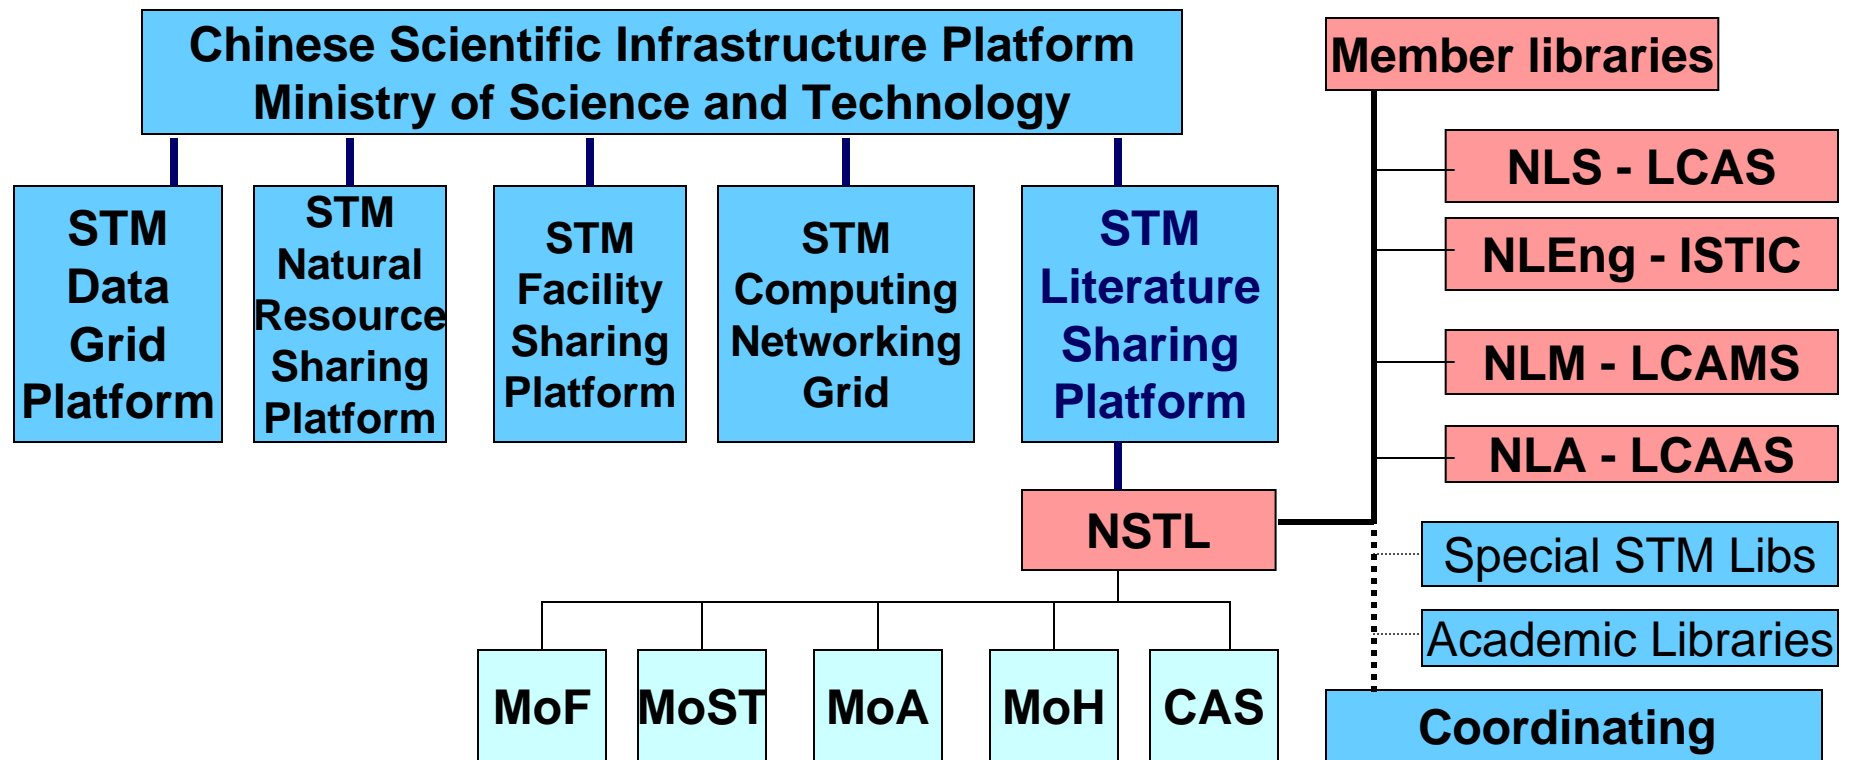 Chinese Scientific Infrastructure Platform
Ministry of Science and Technology
Member libraries
NLS - LCAS
NLEng - ISTIC
NLM - LCAMS
NLA - LCAAS
Special STM Libs
Academic Libraries
Coordinating
STM
Data
Grid
Platform
STM
Natural
Resource
Sharing
Platform
STM
Facility
Sharing
Platform
STM
Computing
Networking
Grid
STM
Literature
Sharing
Platform
NSTL
MoF
MoST
MoA
MoH
CAS